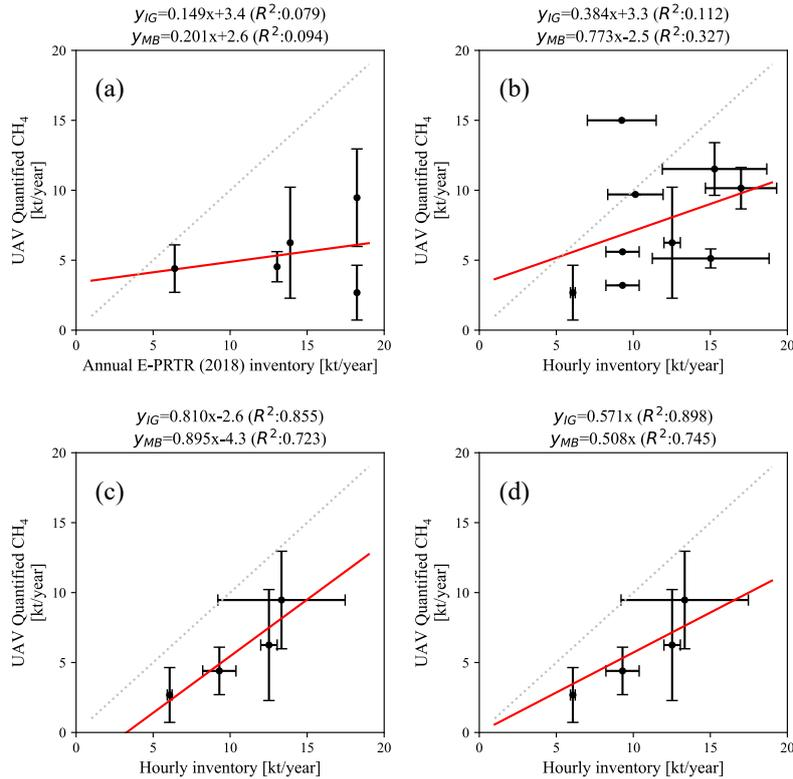 y_IG=0.149x+3.4 (R²:0.079)
y_MB=0.201x+2.6 (R²:0.094)
(a)
UAV Quantified CH₄
[kt/year]
20
15
10
5
0
0 5 10 15 20
Annual E-PRTR (2018) inventory [kt/year]
y_IG=0.384x+3.3 (R²:0.112)
y_MB=0.773x-2.5 (R²:0.327)
(b)
UAV Quantified CH₄
[kt/year]
20
15
10
5
0
0 5 10 15 20
Hourly inventory [kt/year]
y_IG=0.810x-2.6 (R²:0.855)
y_MB=0.895x-4.3 (R²:0.723)
(c)
UAV Quantified CH₄
[kt/year]
20
15
10
5
0
0 5 10 15 20
Hourly inventory [kt/year]
y_IG=0.571x (R²:0.898)
y_MB=0.508x (R²:0.745)
(d)
UAV Quantified CH₄
[kt/year]
20
15
10
5
0
0 5 10 15 20
Hourly inventory [kt/year]